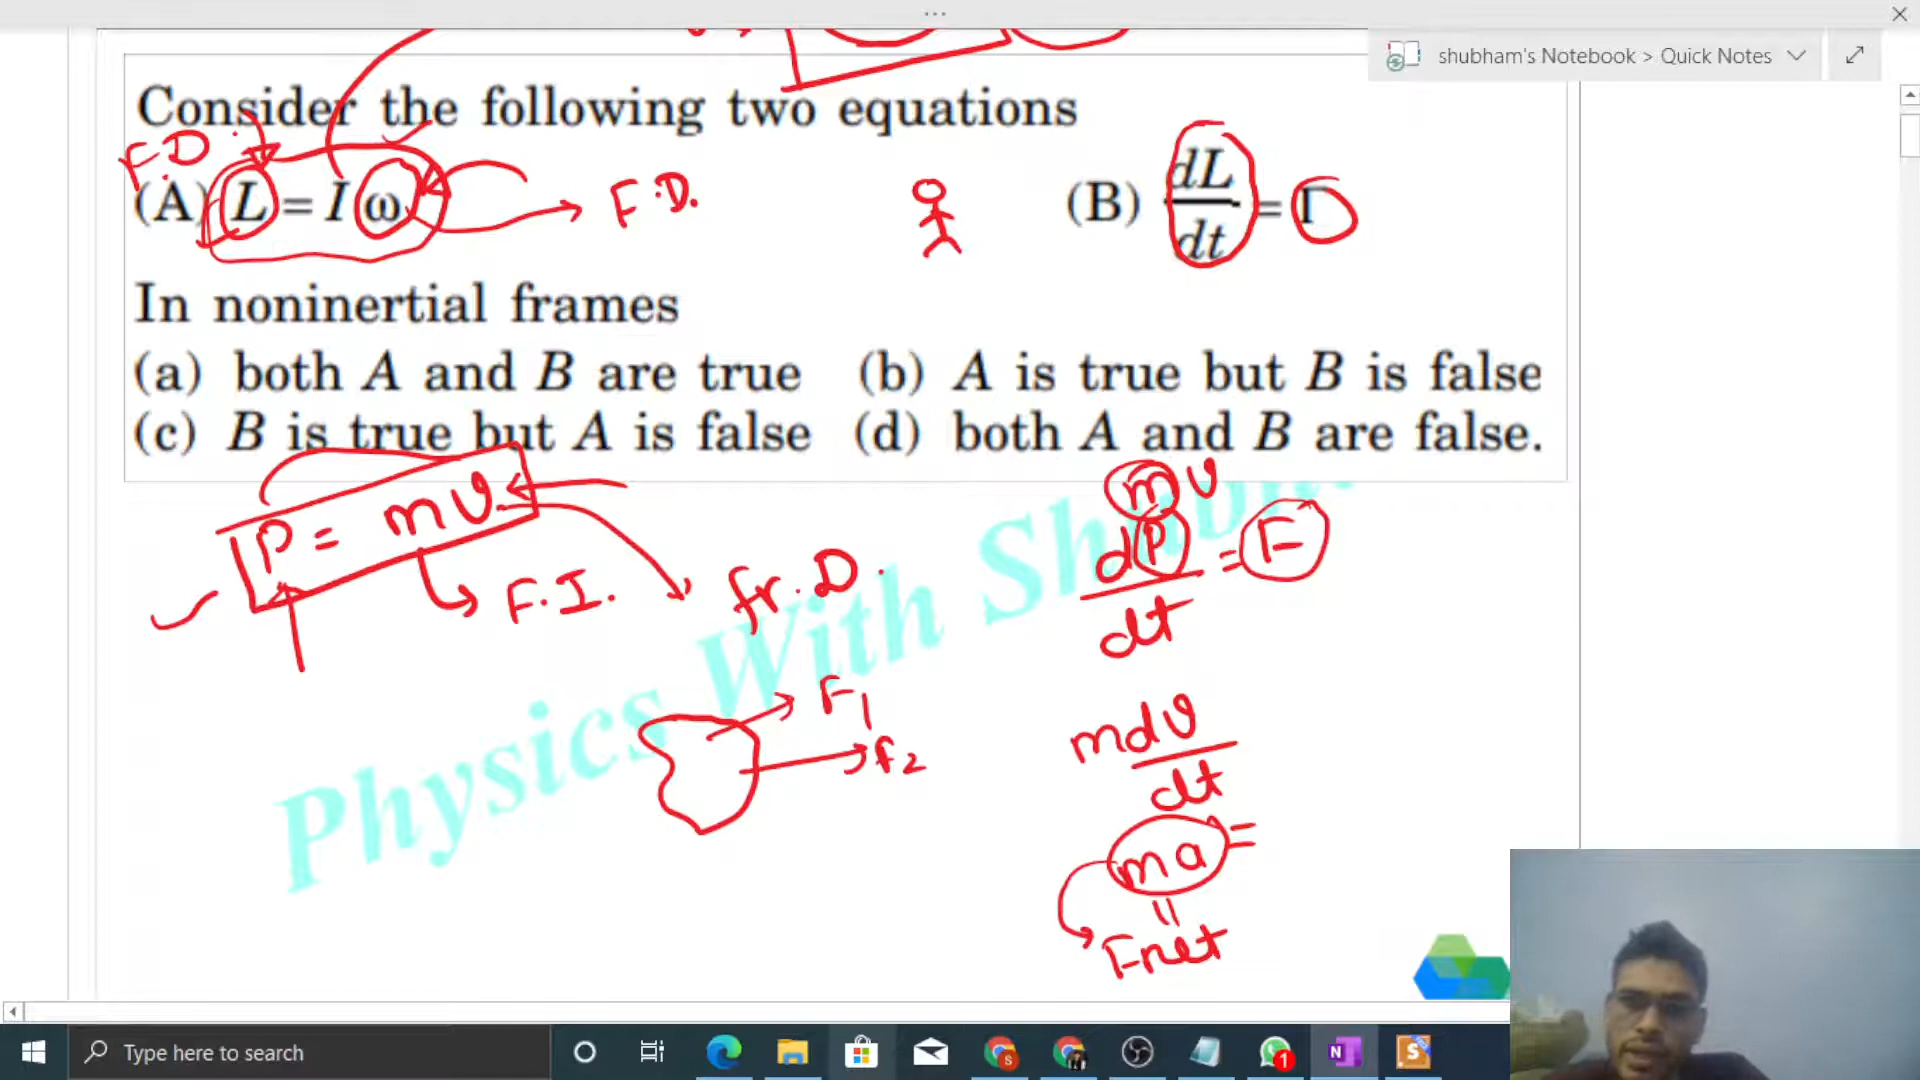 ...
shubham's Notebook > Quick Notes
Consider the following two equations
F.D.
(A) L = I ω
F.D.
(B) dL/dt = Γ
In noninertial frames
(a) both A and B are true (b) A is true but B is false
(c) B is true but A is false (d) both A and B are false.
P = mv
F.I.
fr.D.
mv
dP/dt = F
F1
f2
mdv/dt
ma =
=
Fnet
Physics With Shubh
Type here to search
1
N
S